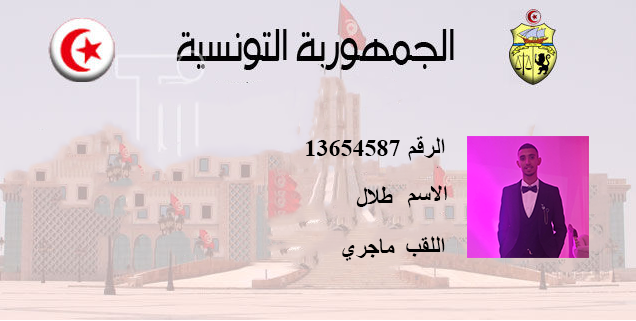 الجمهورية التونسية
الرقم 13654587
الاسم طلال
اللقب ماجري